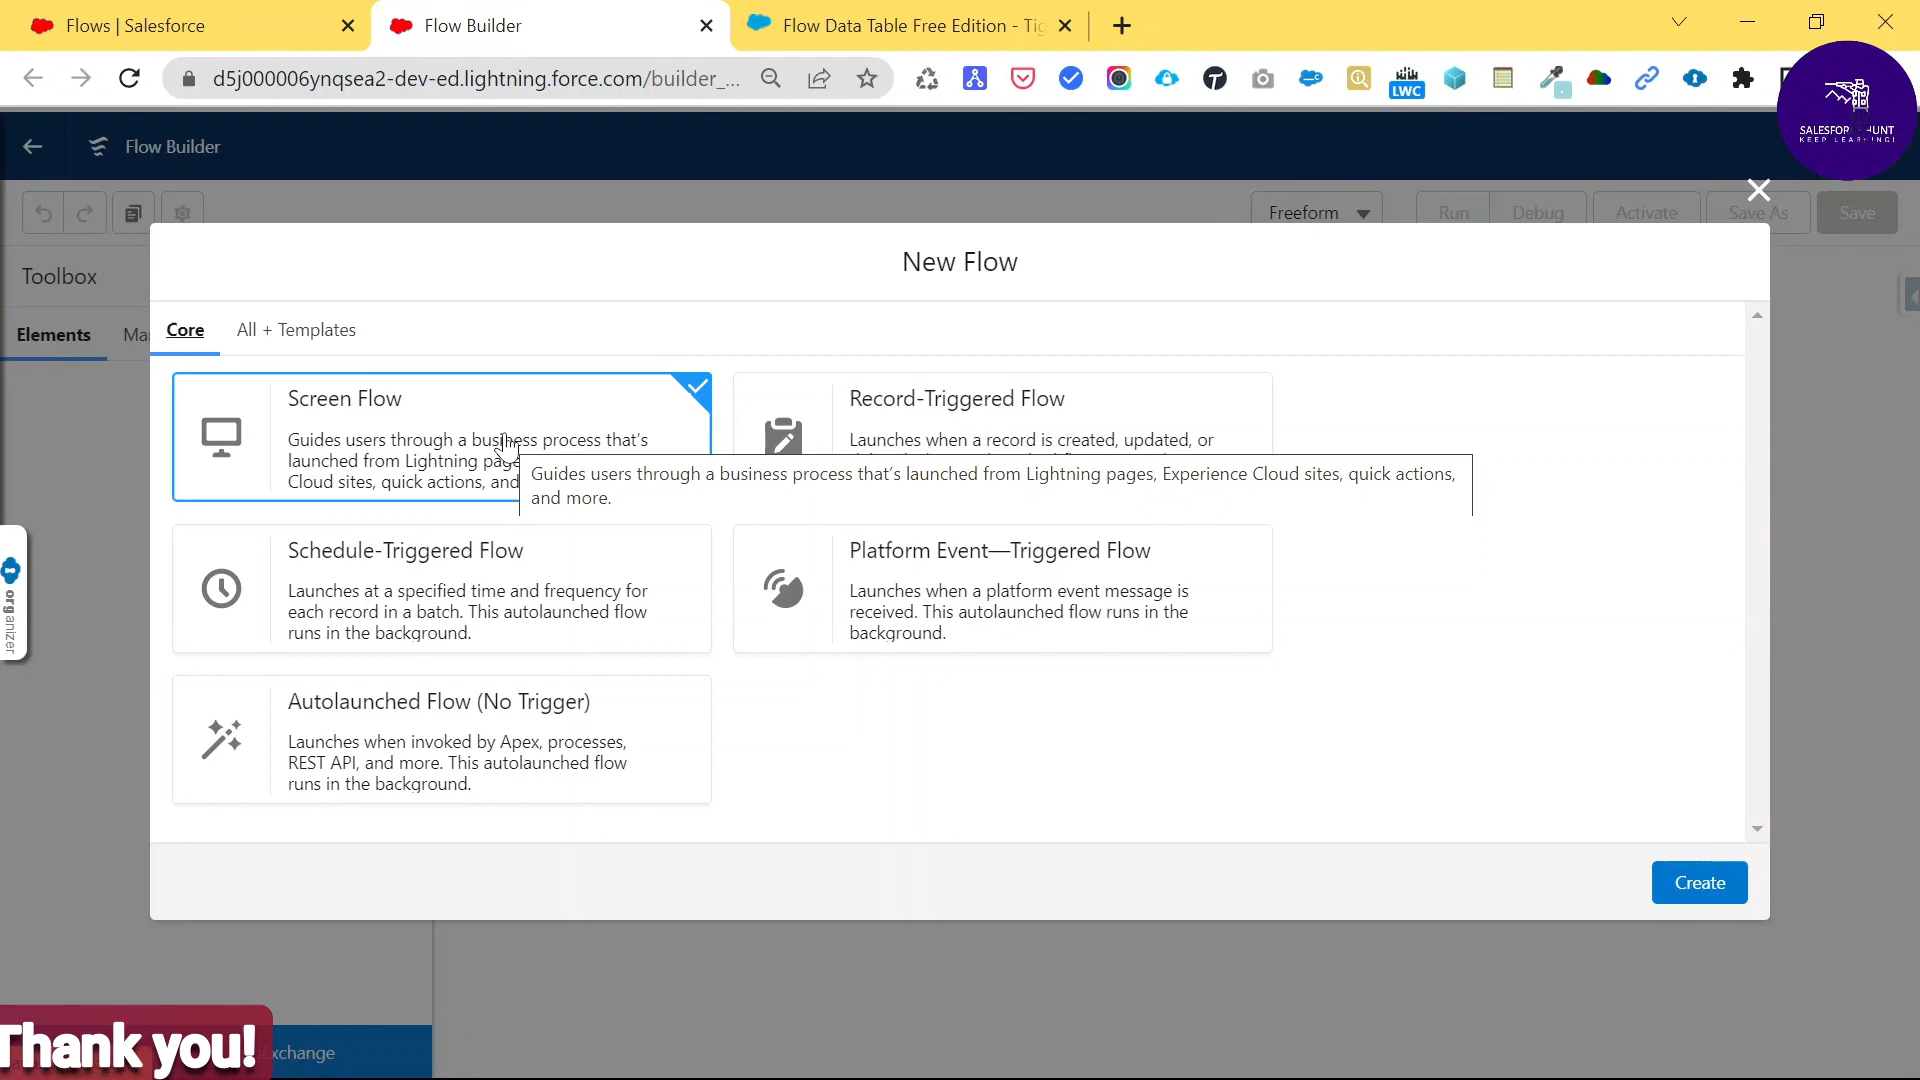 Flows | Salesforce
Flow Builder
Flow Data Table Free Edition - Tig
d5j000006ynqsea2-dev-ed.lightning.force.com/builder_...
LWC
SALESFOR HUNT
KEEP LEARNING!
Flow Builder
Freeform
Run
Debug
Activate
Save As
Save
Toolbox
New Flow
Elements
Ma
Core
All + Templates
Screen Flow
Guides users through a business process that's
launched from Lightning page
Cloud sites, quick actions, and
Record-Triggered Flow
Launches when a record is created, updated, or
Guides users through a business process that's launched from Lightning pages, Experience Cloud sites, quick actions,
and more.
Schedule-Triggered Flow
Launches at a specified time and frequency for
each record in a batch. This autolaunched flow
runs in the background.
Platform Event—Triggered Flow
Launches when a platform event message is
received. This autolaunched flow runs in the
background.
organizer
Autolaunched Flow (No Trigger)
Launches when invoked by Apex, processes,
REST API, and more. This autolaunched flow
runs in the background.
Create
Thank you!
xchange